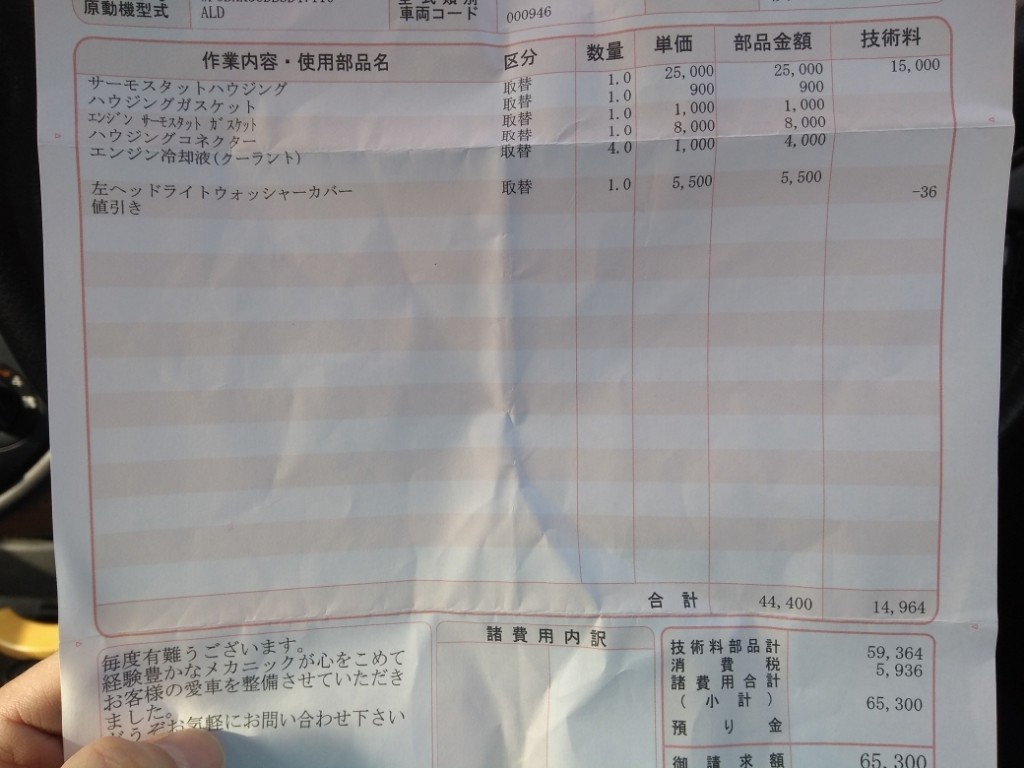 原動機型式 ALD 車両コード 000946
作業内容・使用部品名 区分 数量 単価 部品金額 技術料
サーモスタットハウジング 取替 1.0 25,000 25,000 15,000
ハウジングガスケット 取替 1.0 900 900
エンジン サーモスタット ガスケット 取替 1.0 1,000 1,000
ハウジングコネクター 取替 1.0 8,000 8,000
エンジン冷却液(クーラント) 取替 4.0 1,000 4,000
左ヘッドライトウォッシャーカバー 取替 1.0 5,500 5,500
値引き -36
合計 44,400 14,964
毎度有難うございます。
経験豊かなメカニックが心をこめて
お客様の愛車を整備させていただき
ました。
どうぞお気軽にお問い合わせ下さい
諸費用内訳
技術料部品計 59,364
消費税 5,936
諸費用合計
(小計) 65,300
預り金
御請求額 65,300